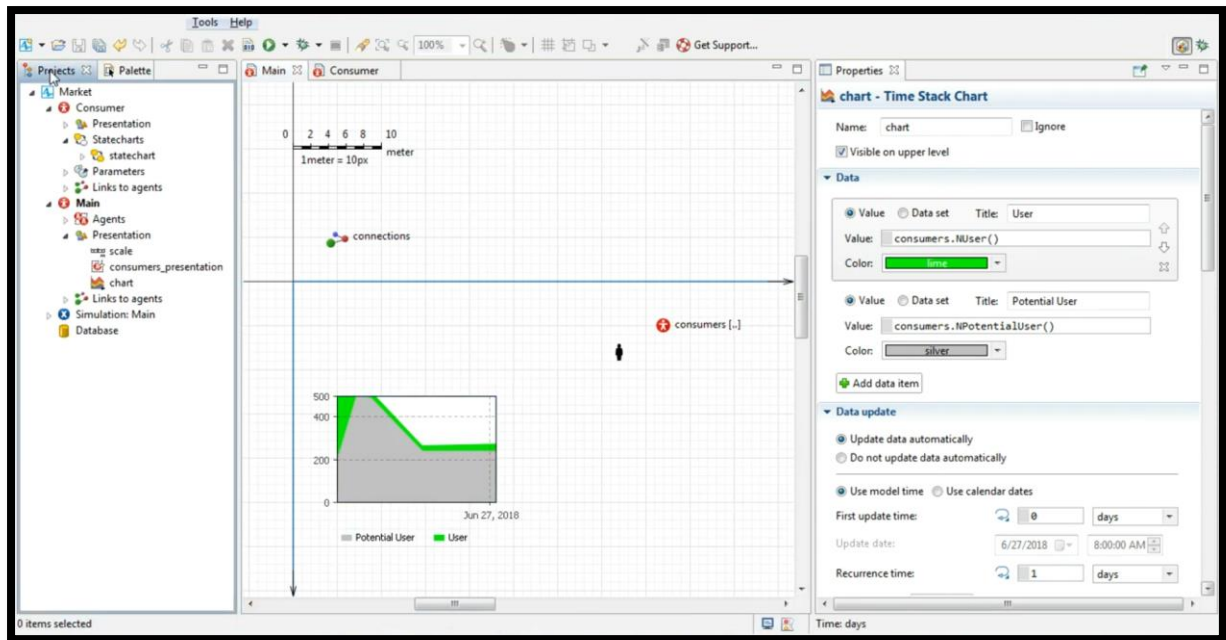 Tools Help
100% Get Support...
Projects Palette
Market
Consumer
Presentation
Statecharts
statechart
Parameters
Links to agents
Main
Agents
Presentation
scale
consumers_presentation
chart
Links to agents
Simulation: Main
Database
Main Consumer
0 2 4 6 8 10
meter
1meter = 10px
connections
consumers [..]
500
400
200
0
Jun 27, 2018
Potential User User
Properties
chart - Time Stack Chart
Name: chart Ignore
Visible on upper level
Data
Value Data set Title: User
Value: consumers.NUser()
Color: lime
Value Data set Title: Potential User
Value: consumers.NPotentialUser()
Color: silver
Add data item
Data update
Update data automatically
Do not update data automatically
Use model time Use calendar dates
First update time: 0 days
Update date: 6/27/2018 8:00:00 AM
Recurrence time: 1 days
0 items selected
Time: days